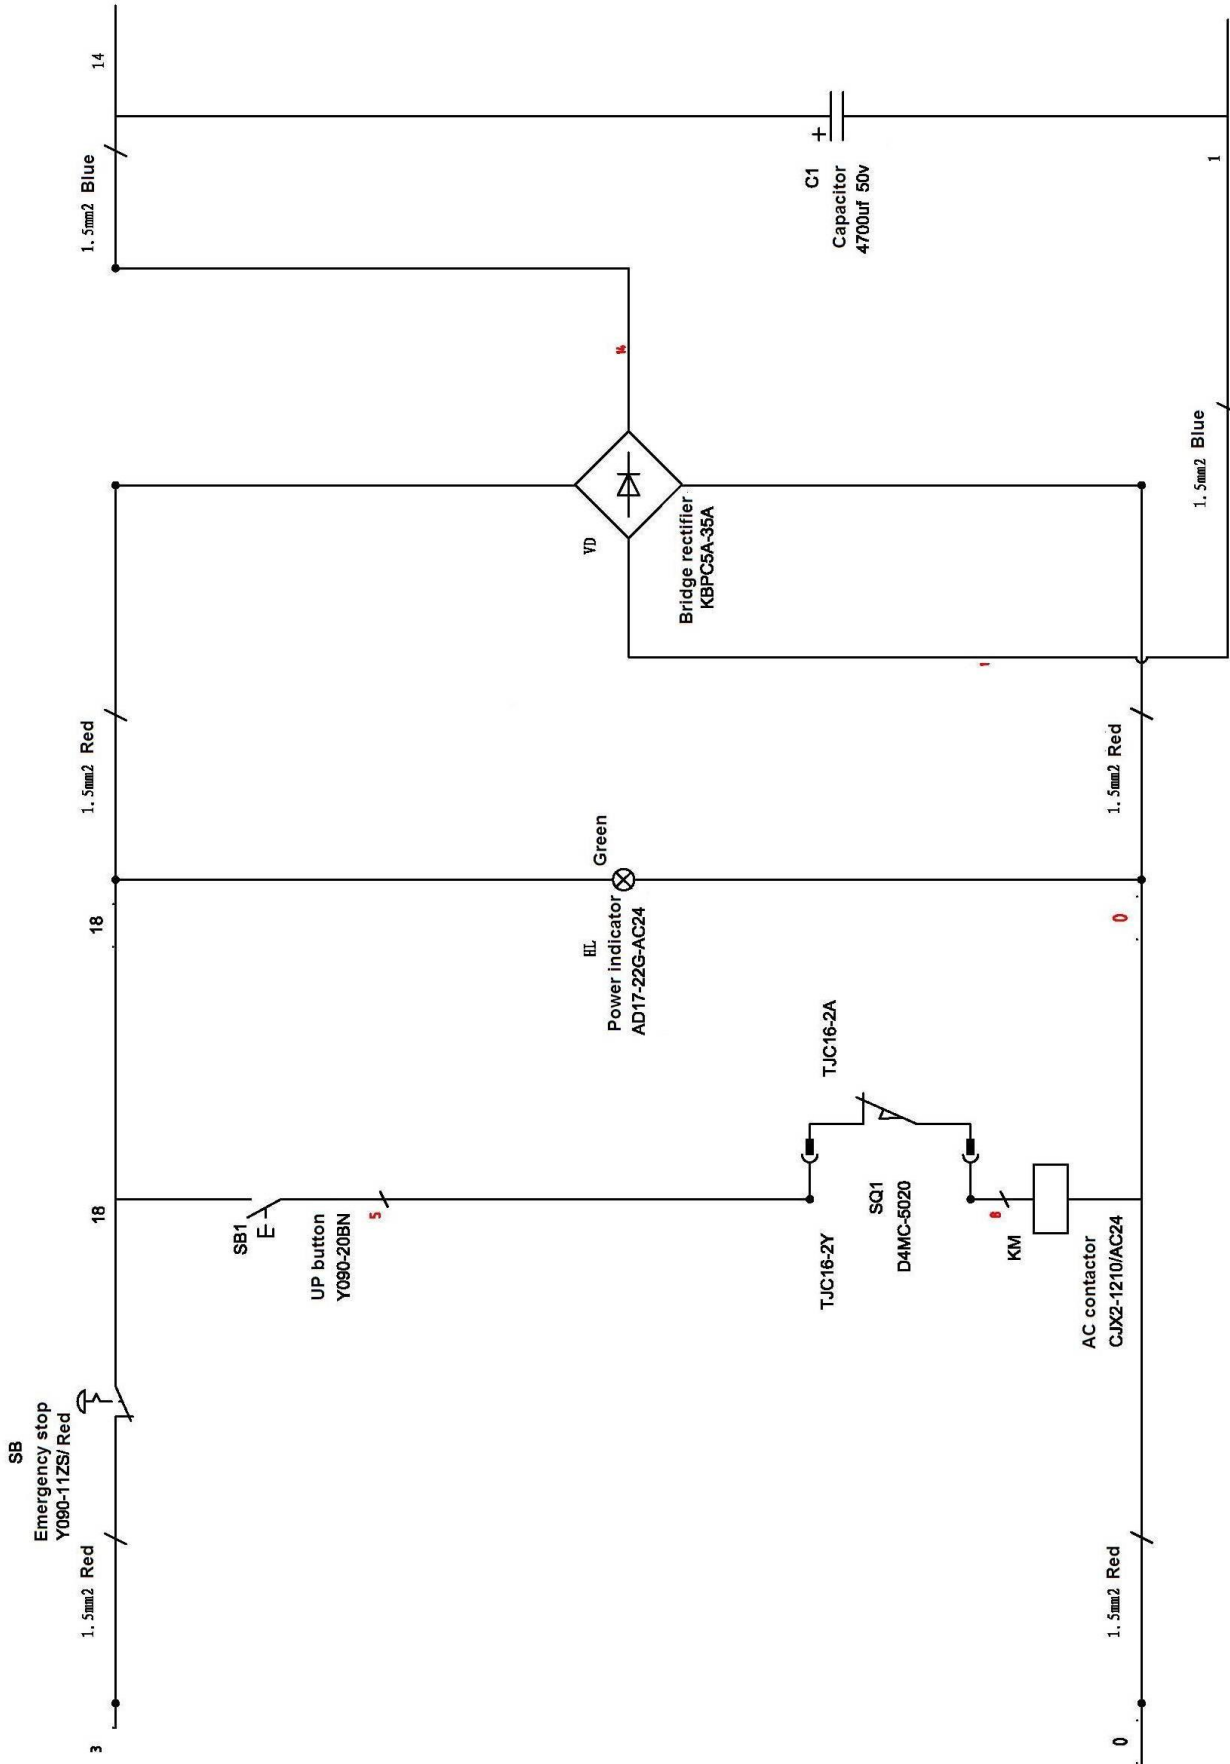 3
1.5mm2 Red
SB
Emergency stop
Y090-11ZS/ Red
18
SB1
UP button
Y090-20BN
5
TJC16-2Y
TJC16-2A
SQ1
D4MC-5020
KM
AC contactor
CJX2-1210/AC24
0
1.5mm2 Red
18
HL
Power indicator
AD17-22G-AC24
Green
0
1.5mm2 Red
1.5mm2 Red
VD
Bridge rectifier
KBPC5A-35A
14
1
1.5mm2 Blue
14
C1
Capacitor
4700uf 50v
+
1.5mm2 Blue
1